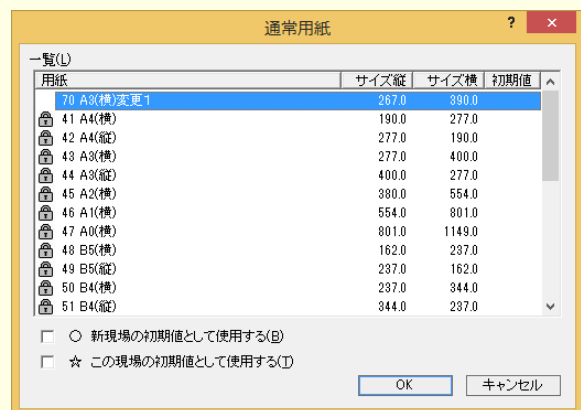 通常用紙 ? ×
一覧(L)
用紙 サイズ縦 サイズ横 初期値
70 A3(横)変更1 267.0 390.0
41 A4(横) 190.0 277.0
42 A4(縦) 277.0 190.0
43 A3(横) 277.0 400.0
44 A3(縦) 400.0 277.0
45 A2(横) 380.0 554.0
46 A1(横) 554.0 801.0
47 A0(横) 801.0 1149.0
48 B5(横) 162.0 237.0
49 B5(縦) 237.0 162.0
50 B4(横) 237.0 344.0
51 B4(縦) 344.0 237.0
○ 新現場の初期値として使用する(B)
☆ この現場の初期値として使用する(T)
OK キャンセル